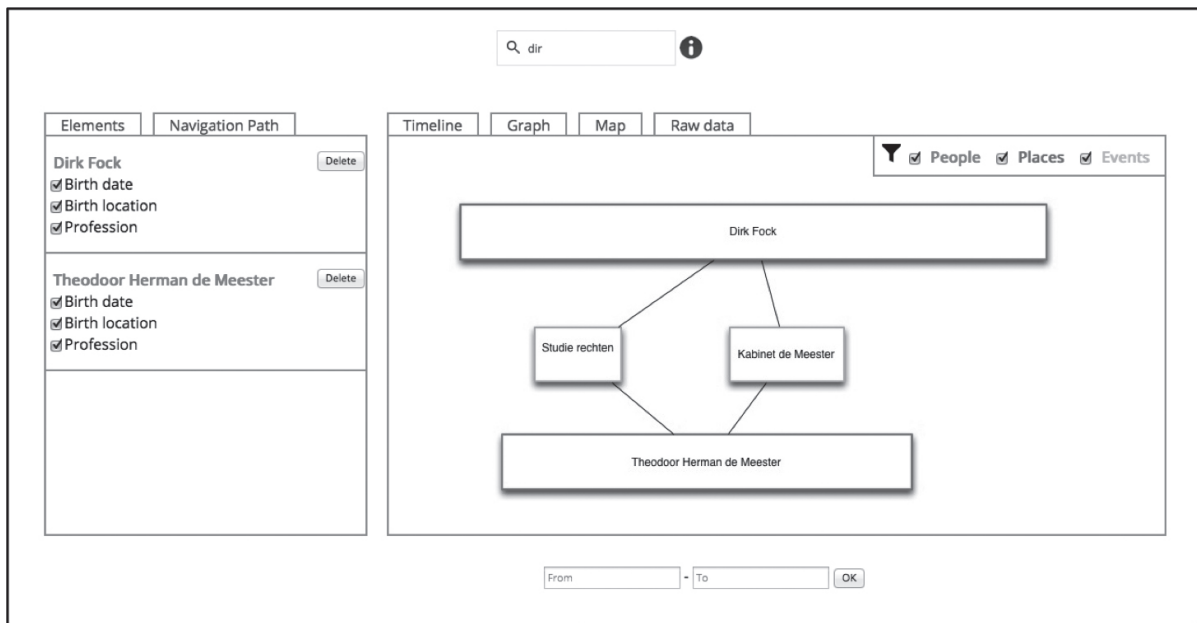 dir
Elements
Navigation Path
Timeline
Graph
Map
Raw data
Dirk Fock
Delete
Birth date
Birth location
Profession
Theodoor Herman de Meester
Delete
Birth date
Birth location
Profession
People
Places
Events
Dirk Fock
Studie rechten
Kabinet de Meester
Theodoor Herman de Meester
From - To OK